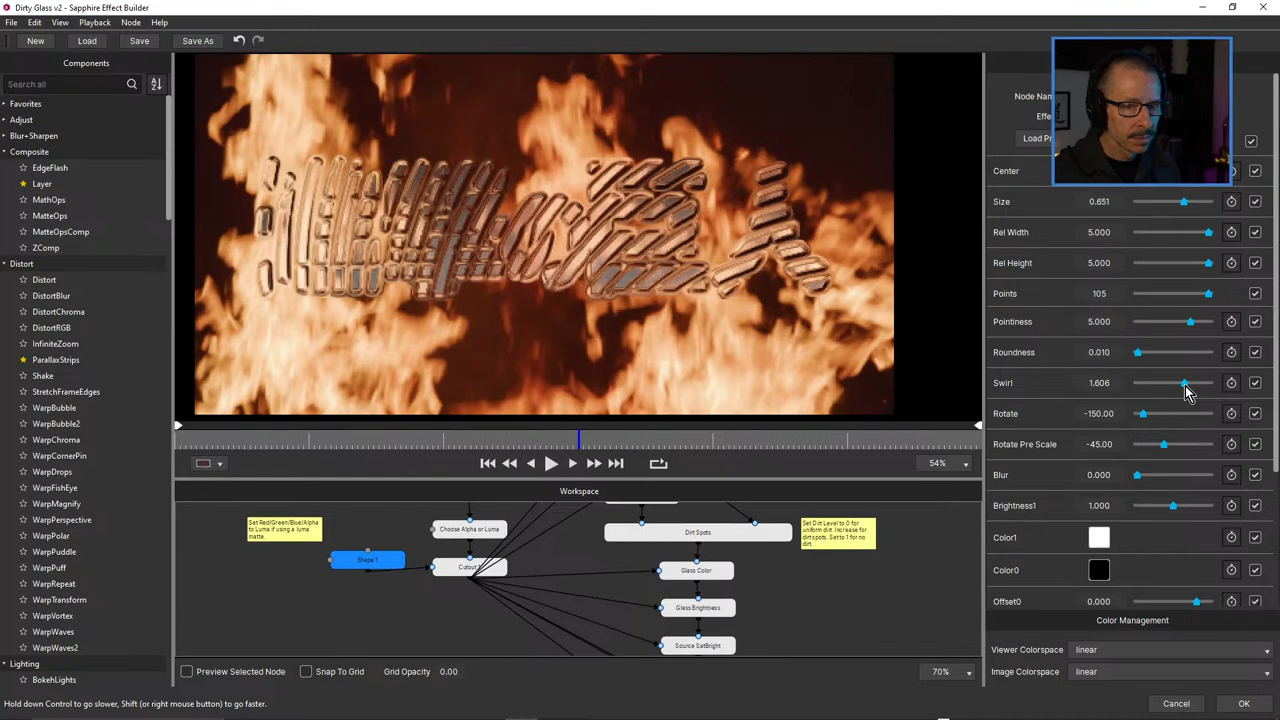 Dirty Glass v2 - Sapphire Effect Builder
File Edit View Playback Node Help
New Load Save Save As
Components
Search all
Favorites
Adjust
Blur+Sharpen
Composite
EdgeFlash
Layer
MathOps
MatteOps
MatteOpsComp
ZComp
Distort
Distort
DistortBlur
DistortChroma
DistortRGB
InfiniteZoom
ParallaxStrips
Shake
StretchFrameEdges
WarpBubble
WarpBubble2
WarpChroma
WarpCornerPin
WarpDrops
WarpFishEye
WarpMagnify
WarpPerspective
WarpPolar
WarpPuddle
WarpPuff
WarpRepeat
WarpTransform
WarpVortex
WarpWaves
WarpWaves2
Lighting
BokehLights
54%
Workspace
Set Red/Green/Blue/Alpha
to Luma if using a luma
matte.
Choose Alpha or Luma
Shape 1
Dirt Spots
Set Dirt Level to 0 for
uniform dirt. Increase for
dirt spots. Set to 1 for no
dirt.
Glass Color
Glass Brightness
Source SatBright
Preview Selected Node Snap To Grid Grid Opacity 0.00 70%
Node
Load
Center
Size 0.651
Rel Width 5.000
Rel Height 5.000
Points 105
Pointiness 5.000
Roundness 0.010
Swirl 1.606
Rotate -150.00
Rotate Pre Scale -45.00
Blur 0.000
Brightness1 1.000
Color1
Color0
Offset0 0.000
Color Management
Viewer Colorspace linear
Image Colorspace linear
Hold down Control to go slower, Shift (or right mouse button) to go faster.
Cancel OK